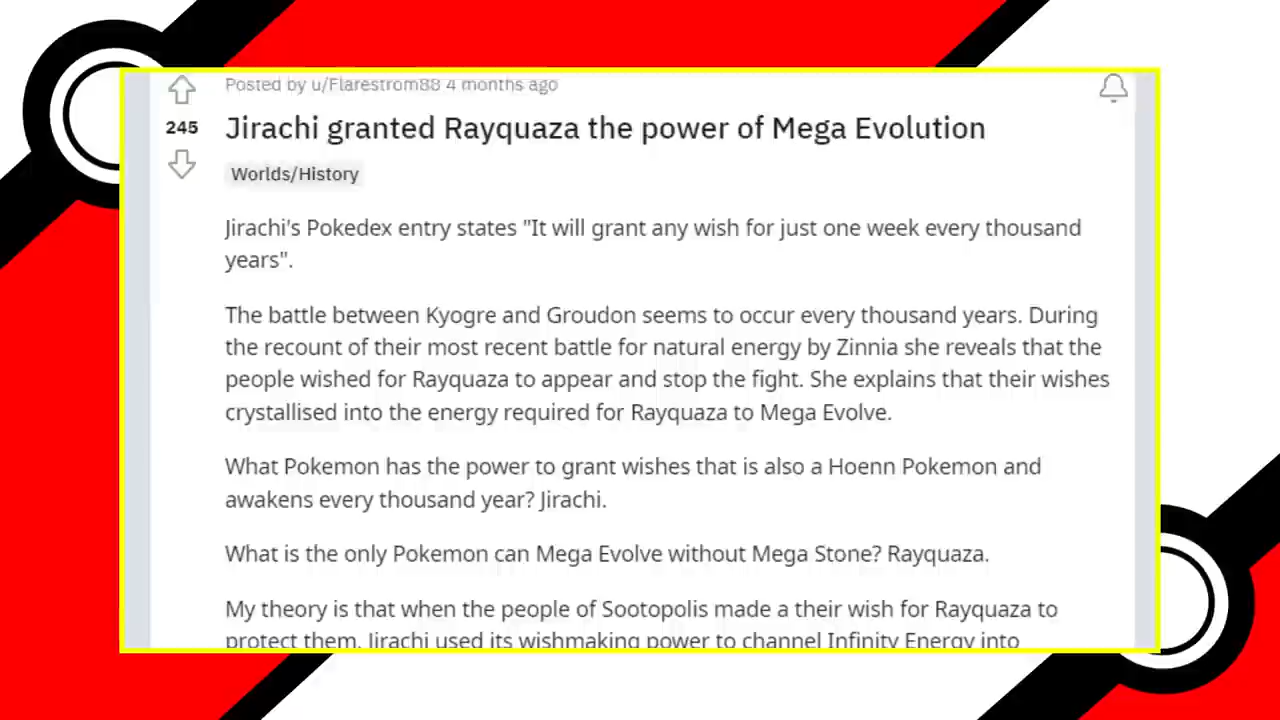 Posted by u/Flarestrom88 4 months ago
245
Jirachi granted Rayquaza the power of Mega Evolution
Worlds/History
Jirachi's Pokedex entry states "It will grant any wish for just one week every thousand
years".
The battle between Kyogre and Groudon seems to occur every thousand years. During
the recount of their most recent battle for natural energy by Zinnia she reveals that the
people wished for Rayquaza to appear and stop the fight. She explains that their wishes
crystallised into the energy required for Rayquaza to Mega Evolve.
What Pokemon has the power to grant wishes that is also a Hoenn Pokemon and
awakens every thousand year? Jirachi.
What is the only Pokemon can Mega Evolve without Mega Stone? Rayquaza.
My theory is that when the people of Sootopolis made a their wish for Rayquaza to
protect them, Jirachi used its wishmaking power to channel Infinity Energy into